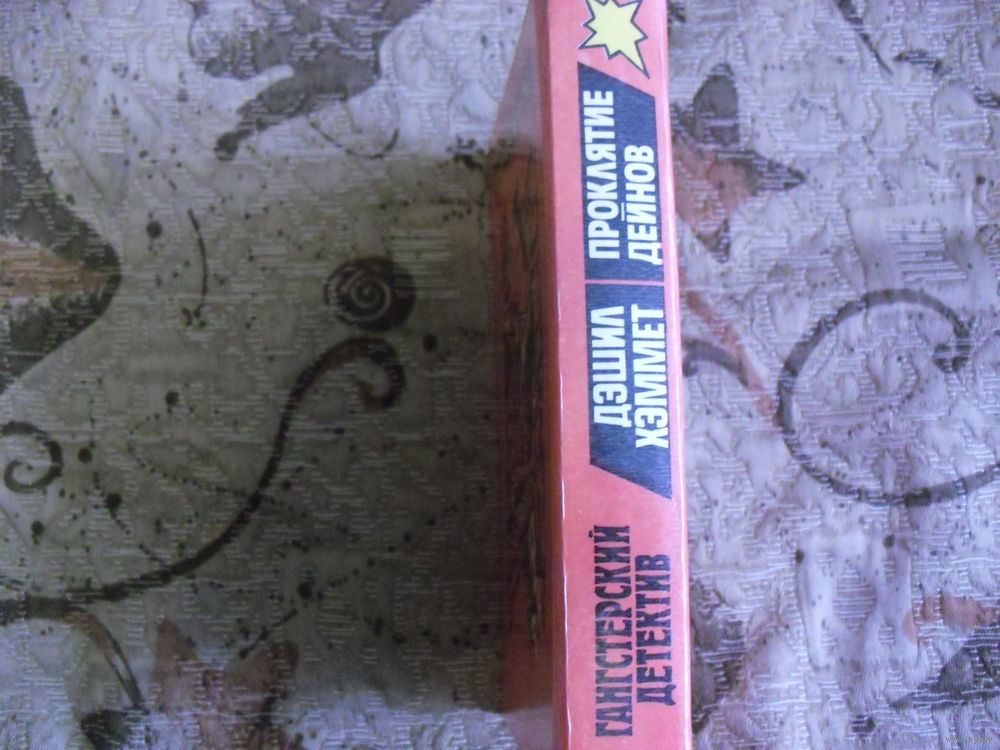 ГАНГСТЕРСКИЙ
ДЕТЕКТИВ
ДЭШИЛ
ХЭММЕТ
ПРОКЛЯТИЕ
ДЕЙНОВ